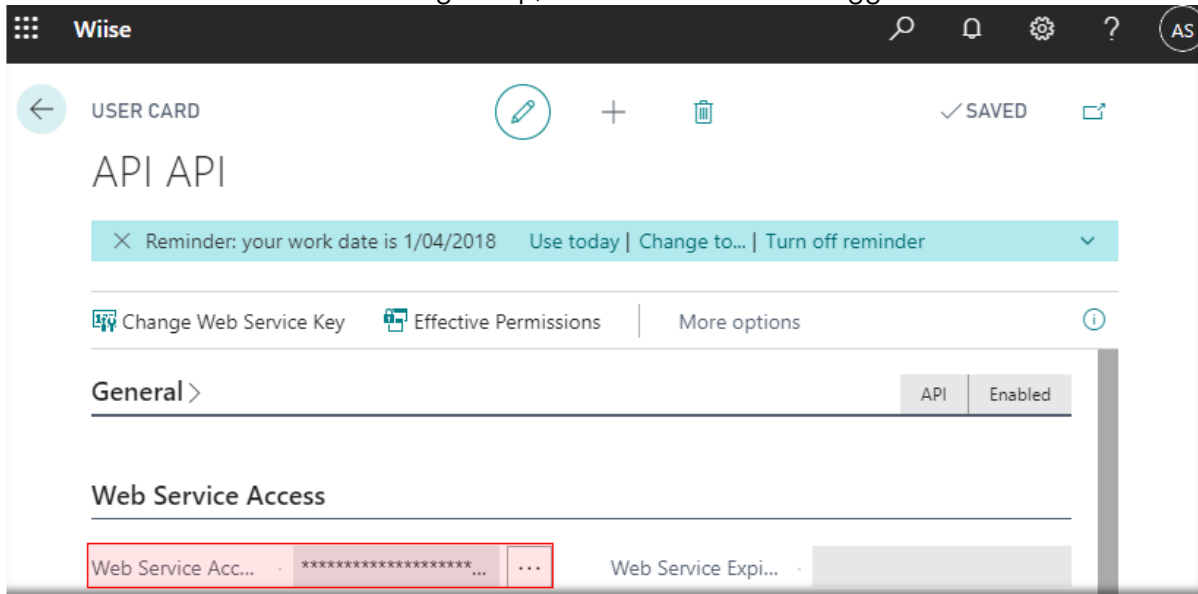 Wiise ? AS
USER CARD SAVED
API API
Reminder: your work date is 1/04/2018 Use today | Change to... | Turn off reminder
Change Web Service Key Effective Permissions More options
General > API Enabled
Web Service Access
Web Service Acc... ********************... ... Web Service Expi...